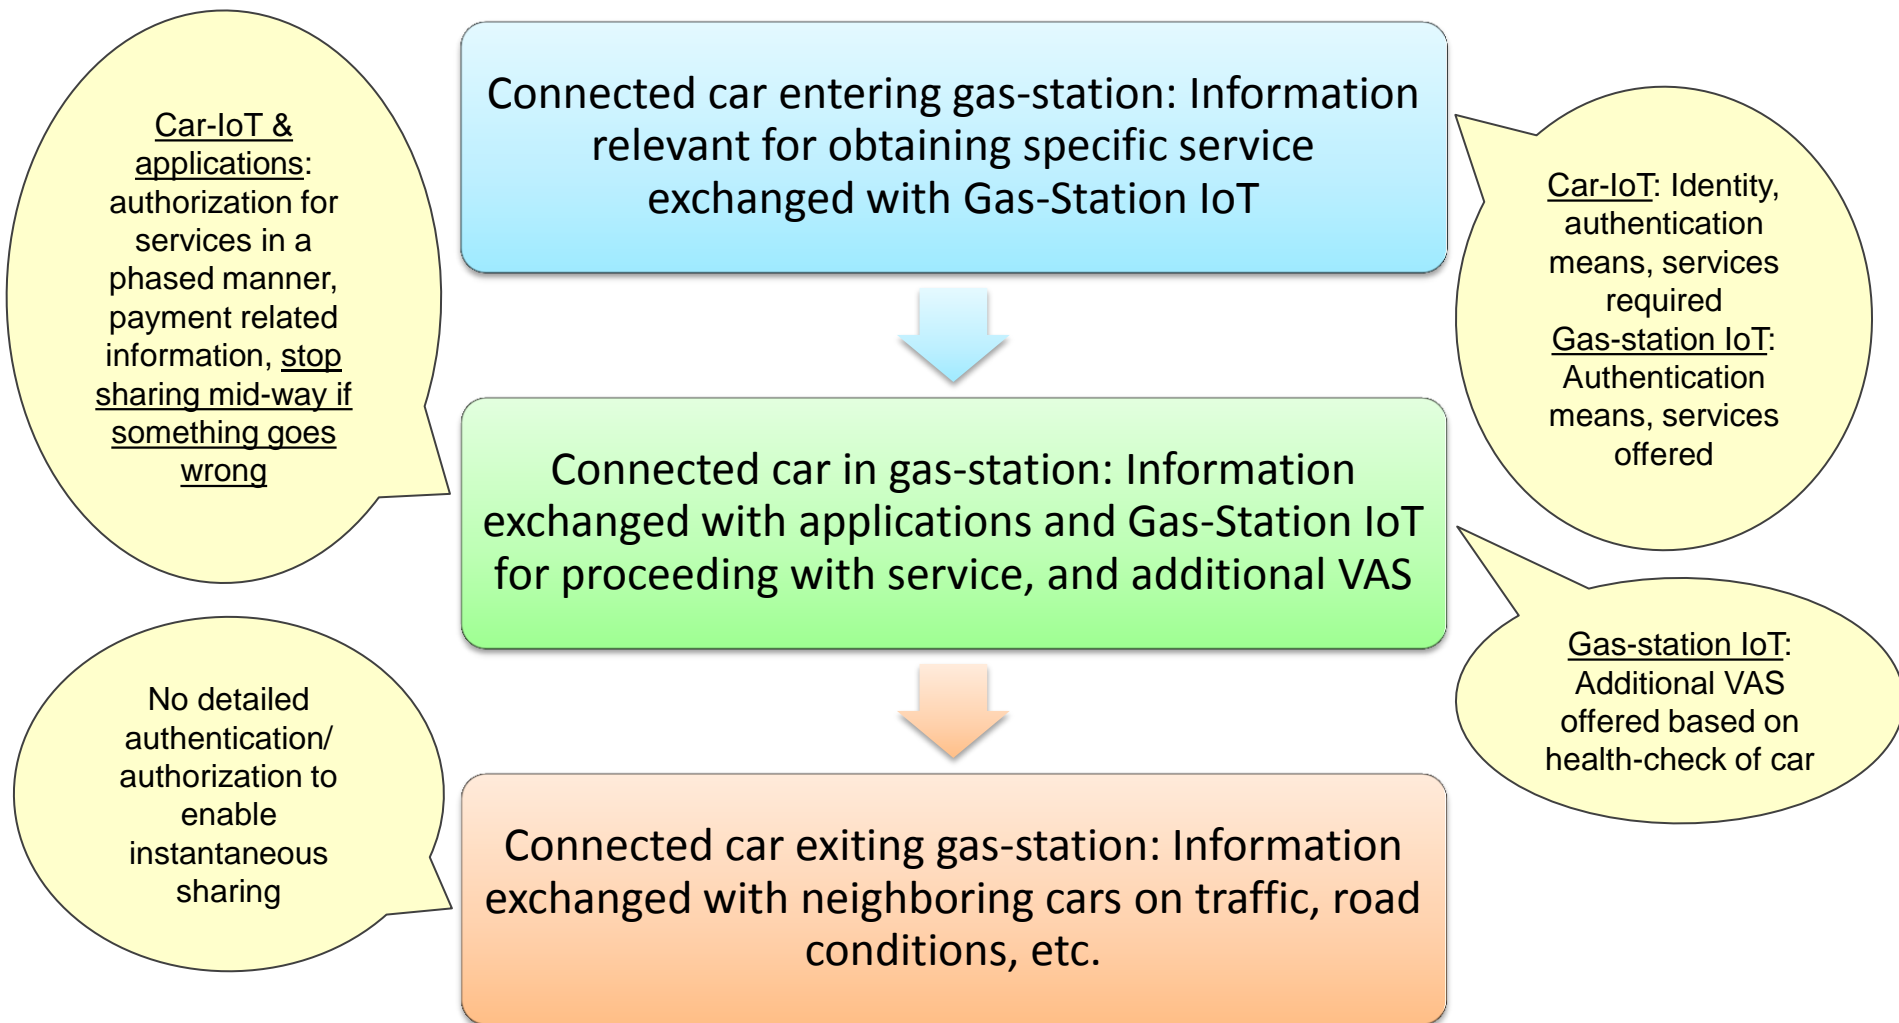 Connected car entering gas-station: Information
relevant for obtaining specific service
exchanged with Gas-Station IoT
Car-IoT &
applications:
authorization for
services in a
phased manner,
payment related
information, stop
sharing mid-way if
something goes
wrong
Car-IoT: Identity,
authentication
means, services
required
Gas-station IoT:
Authentication
means, services
offered
Connected car in gas-station: Information
exchanged with applications and Gas-Station IoT
for proceeding with service, and additional VAS
Gas-station IoT:
Additional VAS
offered based on
health-check of car
No detailed
authentication/
authorization to
enable
instantaneous
sharing
Connected car exiting gas-station: Information
exchanged with neighboring cars on traffic, road
conditions, etc.